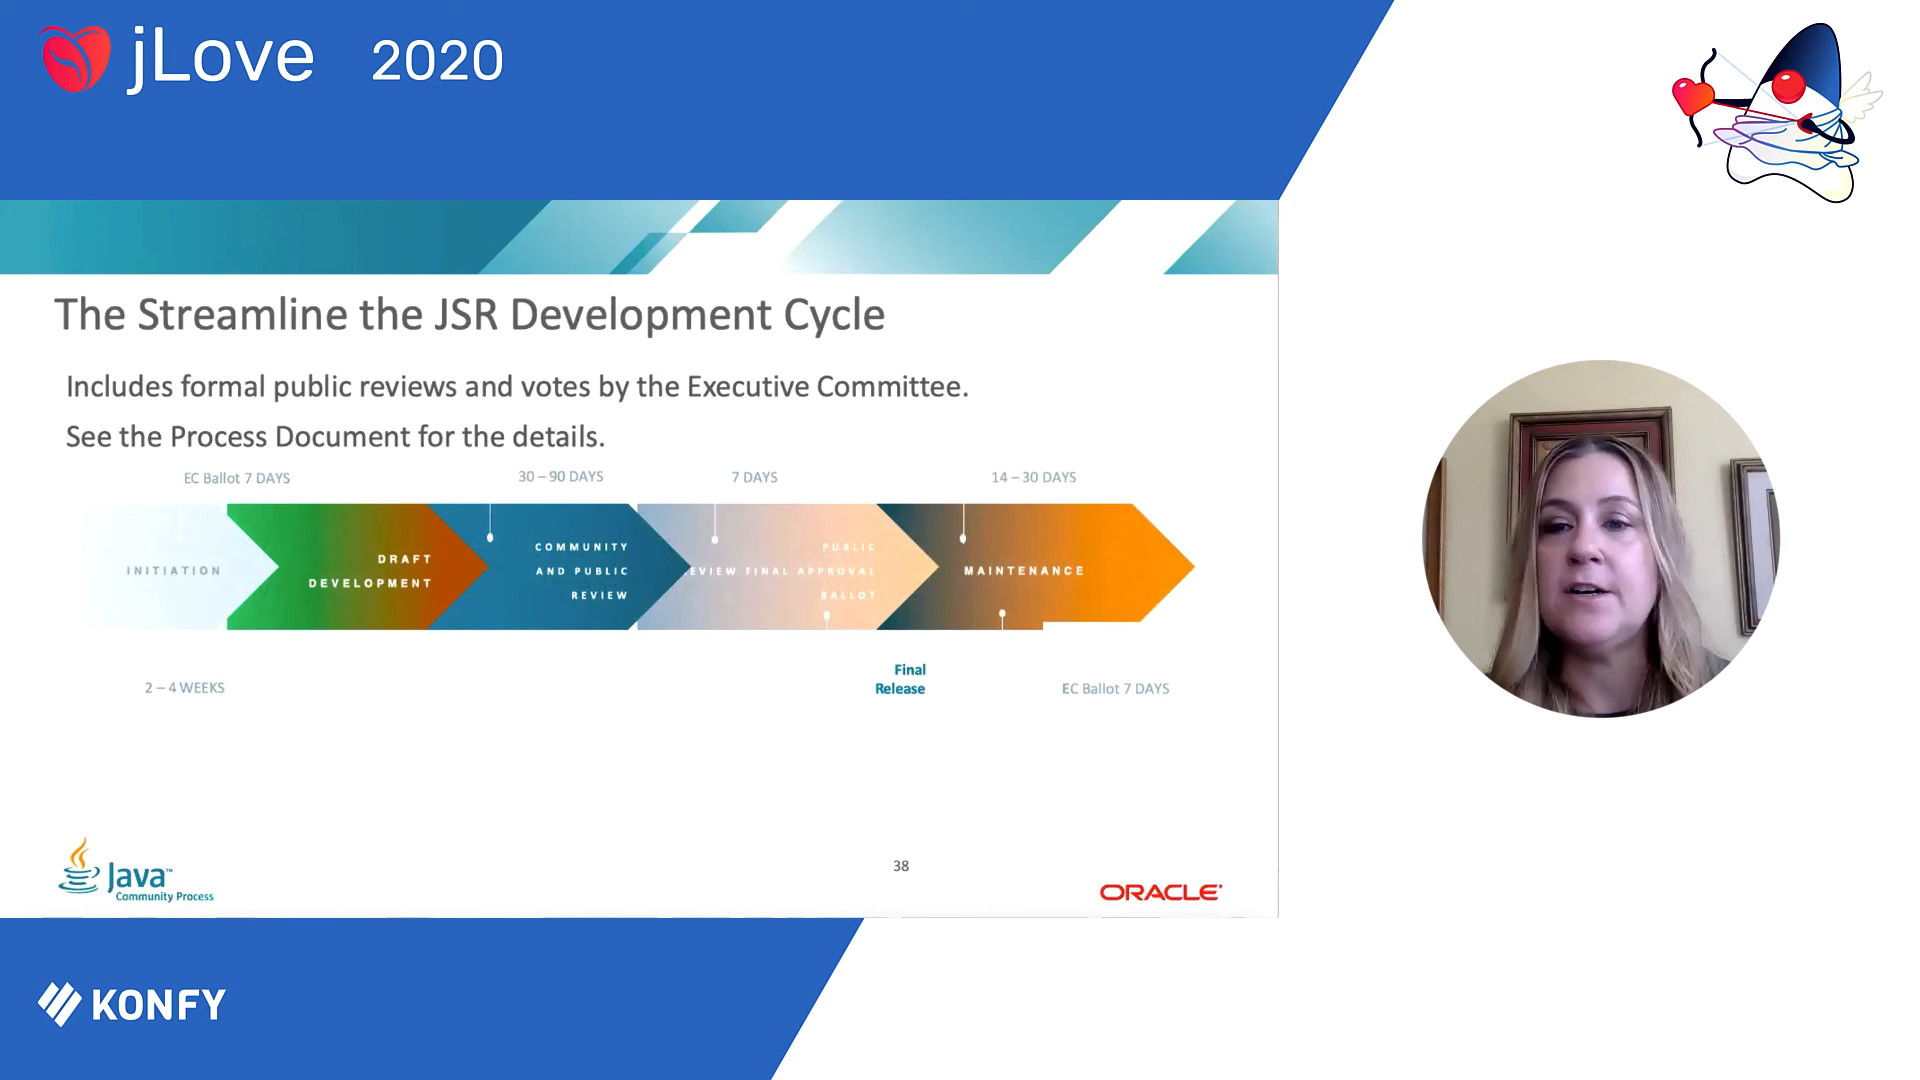 jLove 2020
The Streamline the JSR Development Cycle
Includes formal public reviews and votes by the Executive Committee.
See the Process Document for the details.
EC Ballot 7 DAYS
30 – 90 DAYS
7 DAYS
14 – 30 DAYS
INITIATION
DRAFT
DEVELOPMENT
COMMUNITY
AND PUBLIC
REVIEW
PUBLIC
EVIEW FINAL APPROVAL
BALLOT
MAINTENANCE
2 – 4 WEEKS
Final
Release
EC Ballot 7 DAYS
Java™
Community Process
38
ORACLE®
KONFY